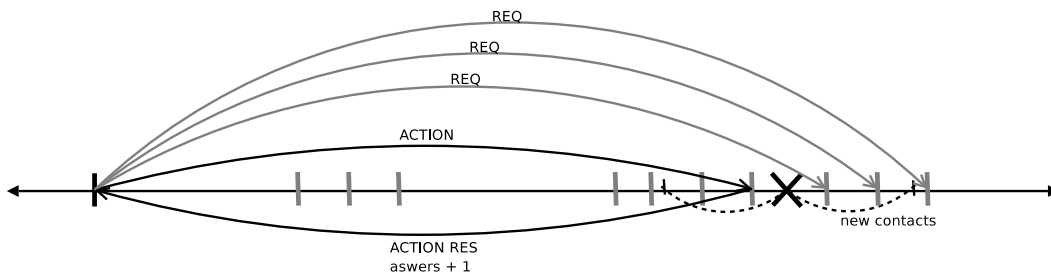 REQ
REQ
REQ
ACTION
new contacts
ACTION RES
aswers + 1